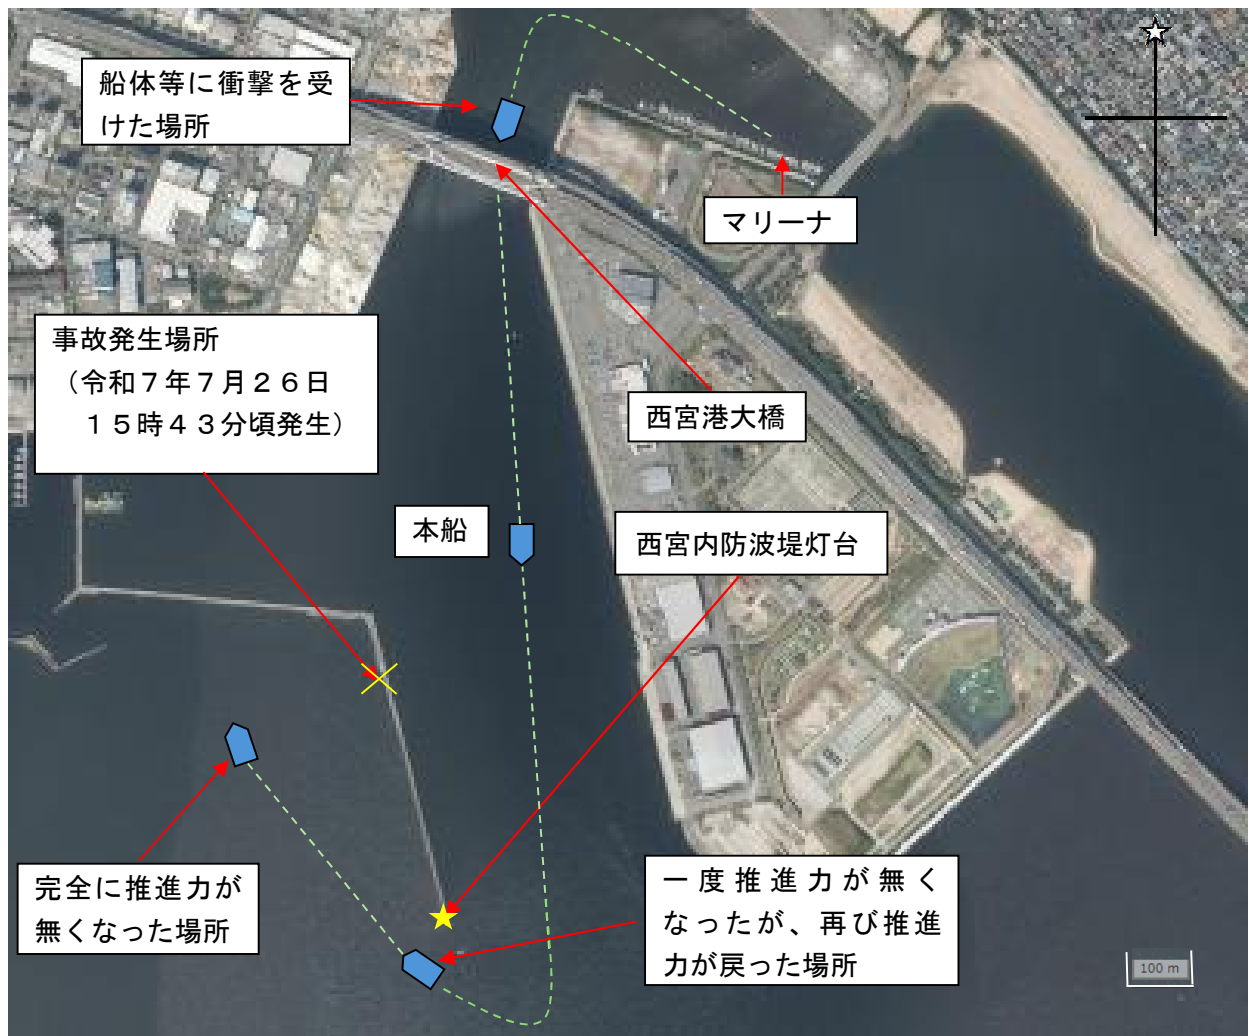 船体等に衝撃を受
けた場所
マリーナ
事故発生場所
（令和７年７月２６日
１５時４３分頃発生）
西宮港大橋
本船
西宮内防波堤灯台
完全に推進力が
無くなった場所
一度推進力が無く
なったが、再び推進
力が戻った場所
100 m